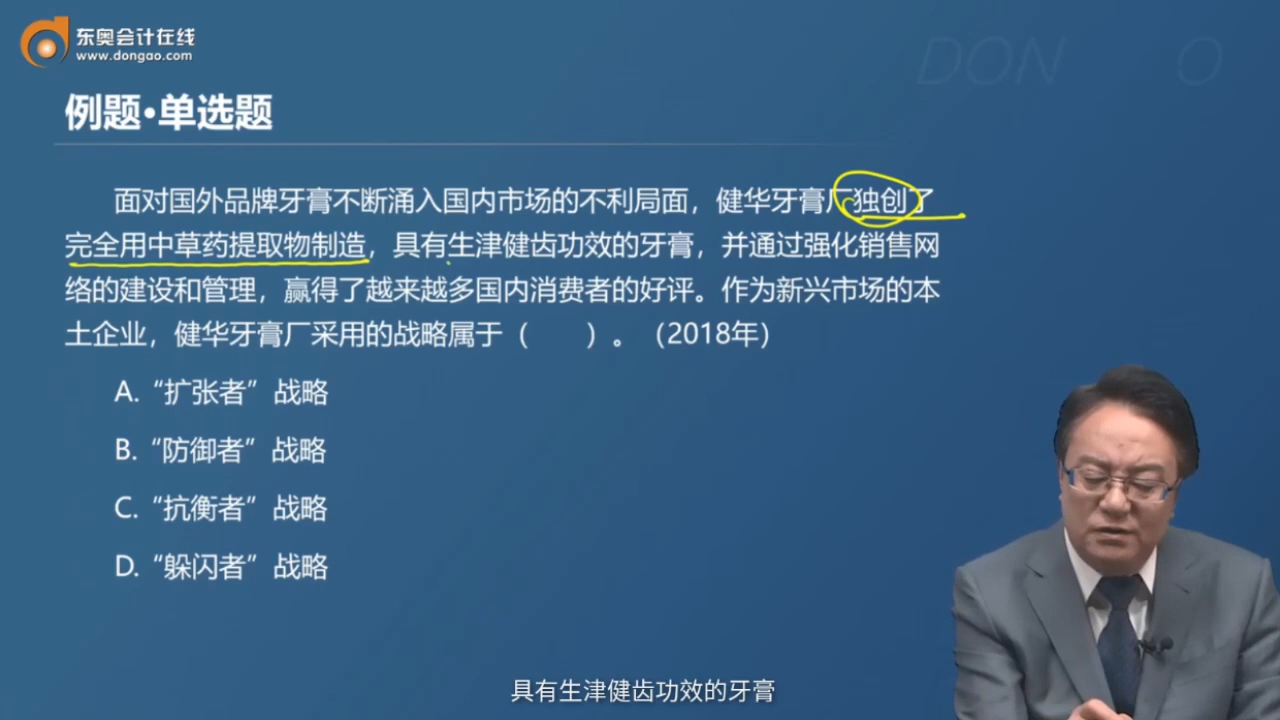 东奥会计在线
www.dongao.com
DON O
例题•单选题
面对国外品牌牙膏不断涌入国内市场的不利局面，健华牙膏厂独创了
完全用中草药提取物制造，具有生津健齿功效的牙膏，并通过强化销售网
络的建设和管理，赢得了越来越多国内消费者的好评。作为新兴市场的本
土企业，健华牙膏厂采用的战略属于（　　）。（2018年）
A.“扩张者”战略
B.“防御者”战略
C.“抗衡者”战略
D.“躲闪者”战略
具有生津健齿功效的牙膏